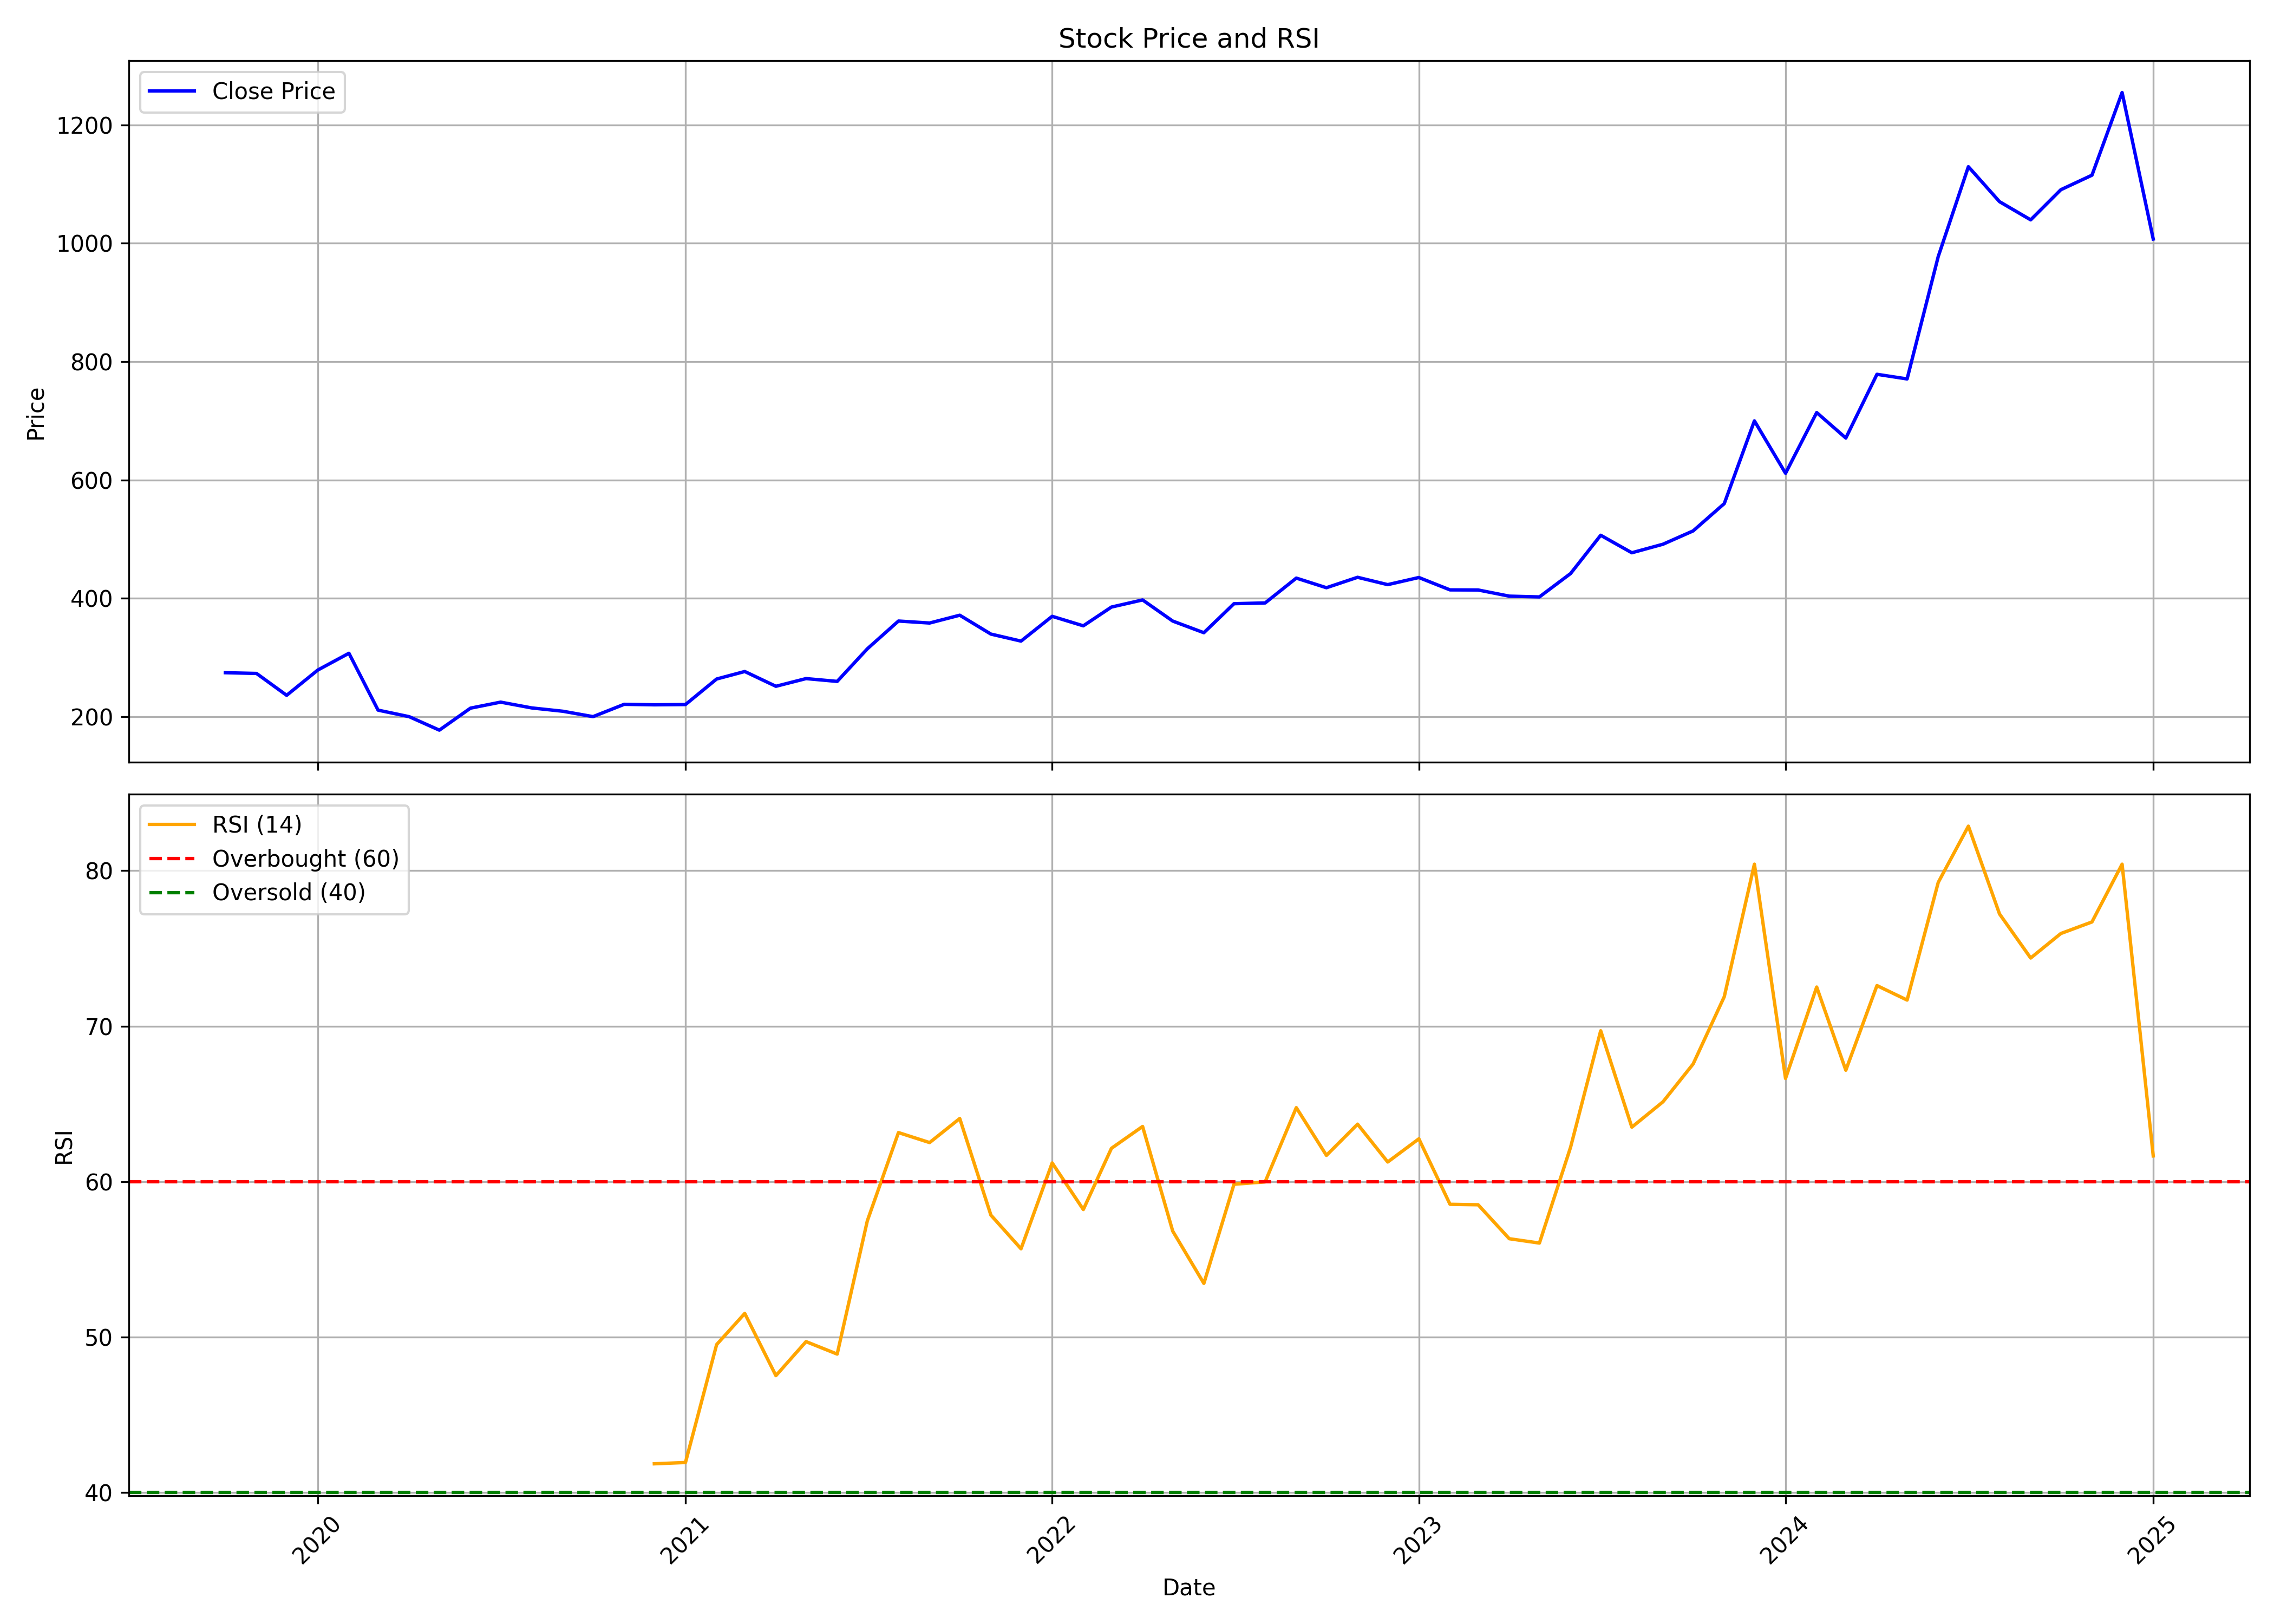 Stock Price and RSI
Close Price
1200
1000
800
600
400
200
Price
RSI (14)
Overbought (60)
Oversold (40)
80
70
60
50
40
RSI
2020
2021
2022
2023
2024
2025
Date